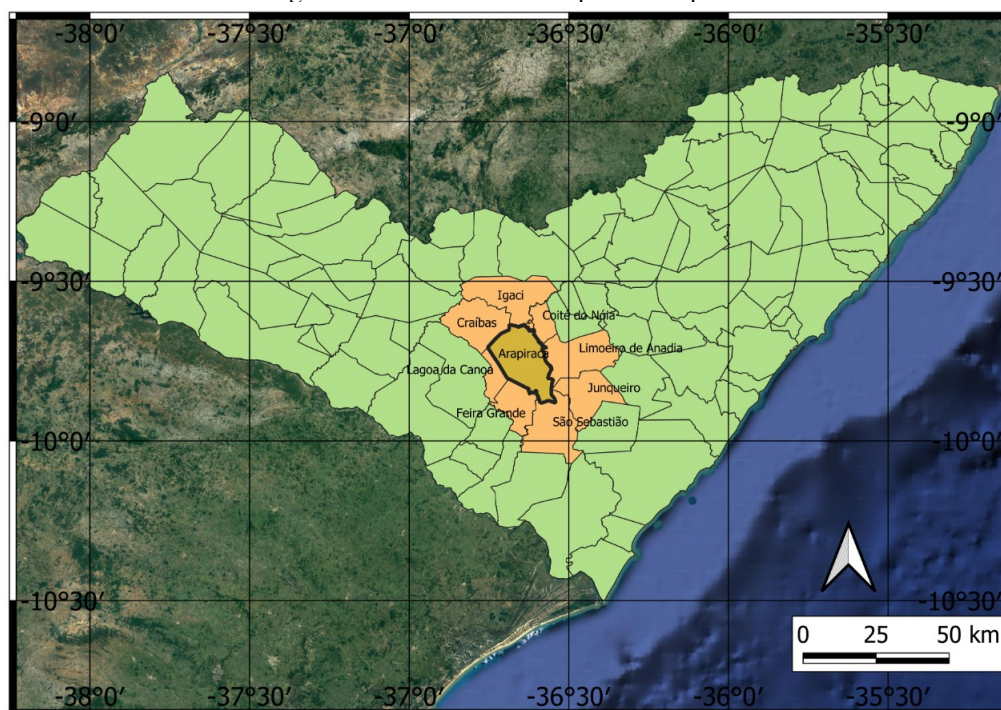 -38°0′ -37°30′ -37°0′ -36°30′ -36°0′ -35°30′
-9°0′ -9°0′
-9°30′ -9°30′
Igaci
Coité do Nóia
Craíbas
Limoeiro de Anadia
Arapiraca
Lagoa da Canoa
Junqueiro
Feira Grande
São Sebastião
-10°0′ -10°0′
-10°30′ -10°30′
0 25 50 km
-38°0′ -37°30′ -37°0′ -36°30′ -36°0′ -35°30′